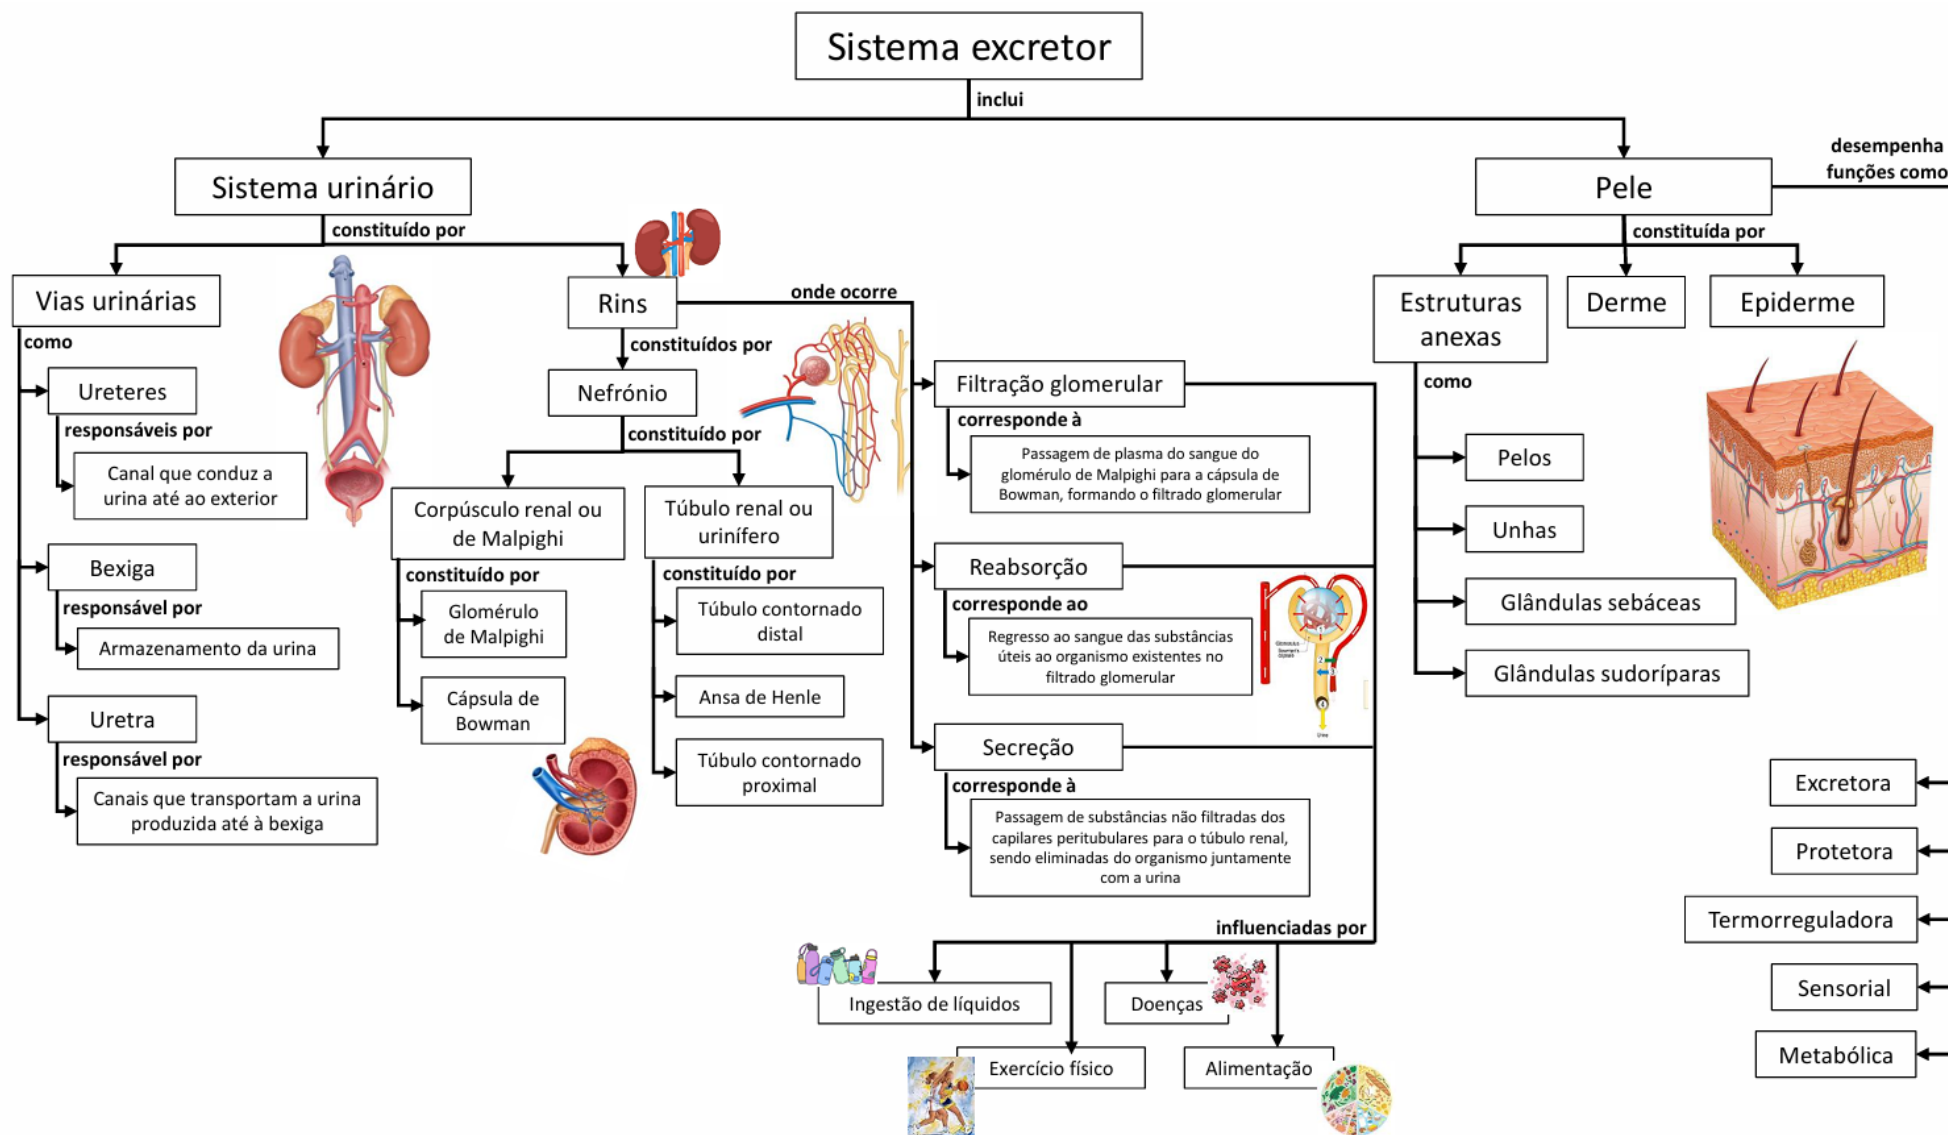 Sistema excretor
inclui
Sistema urinário
constituído por
Vias urinárias
como
Ureteres
responsáveis por
Canal que conduz a
urina até ao exterior
Bexiga
responsável por
Armazenamento da urina
Uretra
responsável por
Canais que transportam a urina
produzida até à bexiga
Rins
constituídos por
Nefrónio
constituído por
Corpúsculo renal ou
de Malpighi
constituído por
Glomérulo
de Malpighi
Cápsula de
Bowman
Túbulo renal ou
urinífero
constituído por
Túbulo contornado
distal
Ansa de Henle
Túbulo contornado
proximal
onde ocorre
Filtração glomerular
corresponde à
Passagem de plasma do sangue do
glomérulo de Malpighi para a cápsula de
Bowman, formando o filtrado glomerular
Reabsorção
corresponde ao
Regresso ao sangue das substâncias
úteis ao organismo existentes no
filtrado glomerular
2
3
4
Urine
Secreção
corresponde à
Passagem de substâncias não filtradas dos
capilares peritubulares para o túbulo renal,
sendo eliminadas do organismo juntamente
com a urina
influenciadas por
Ingestão de líquidos
Doenças
Exercício físico
Alimentação
Pele
constituída por
Estruturas
anexas
Derme
Epiderme
como
Pelos
Unhas
Glândulas sebáceas
Glândulas sudoríparas
desempenha
funções como
Excretora
Protetora
Termorreguladora
Sensorial
Metabólica